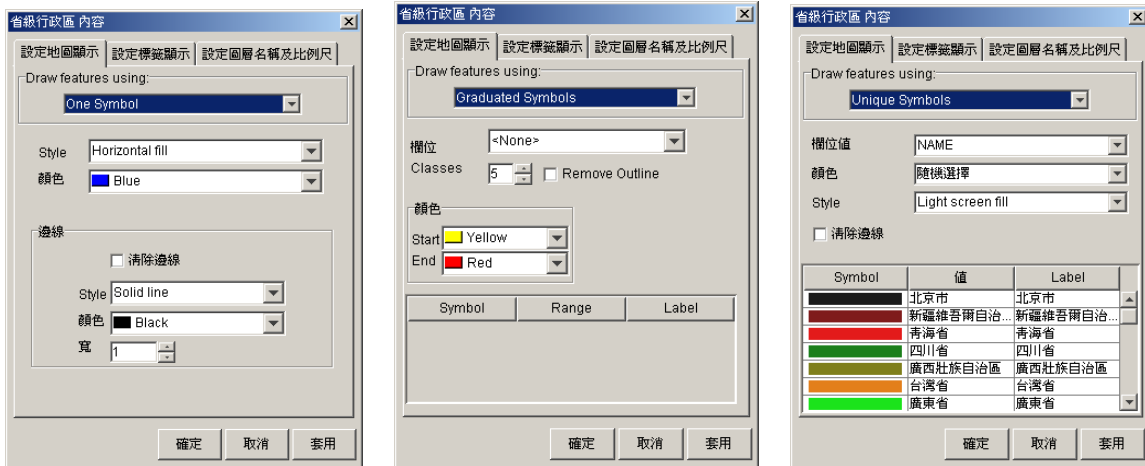 省級行政區 內容
設定地圖顯示 設定標籤顯示 設定圖層名稱及比例尺
Draw features using:
One Symbol
Style Horizontal fill
顏色 Blue
邊線
清除邊線
Style Solid line
顏色 Black
寬 1
確定 取消 套用
省級行政區 內容
設定地圖顯示 設定標籤顯示 設定圖層名稱及比例尺
Draw features using:
Graduated Symbols
欄位 <None>
Classes 5 Remove Outline
顏色
Start Yellow
End Red
Symbol Range Label
確定 取消 套用
省級行政區 內容
設定地圖顯示 設定標籤顯示 設定圖層名稱及比例尺
Draw features using:
Unique Symbols
欄位值 NAME
顏色 隨機選擇
Style Light screen fill
清除邊線
Symbol 值 Label
北京市 北京市
新疆維吾爾自治... 新疆維吾爾自治...
青海省 青海省
四川省 四川省
廣西壯族自治區 廣西壯族自治區
台灣省 台灣省
廣東省 廣東省
確定 取消 套用